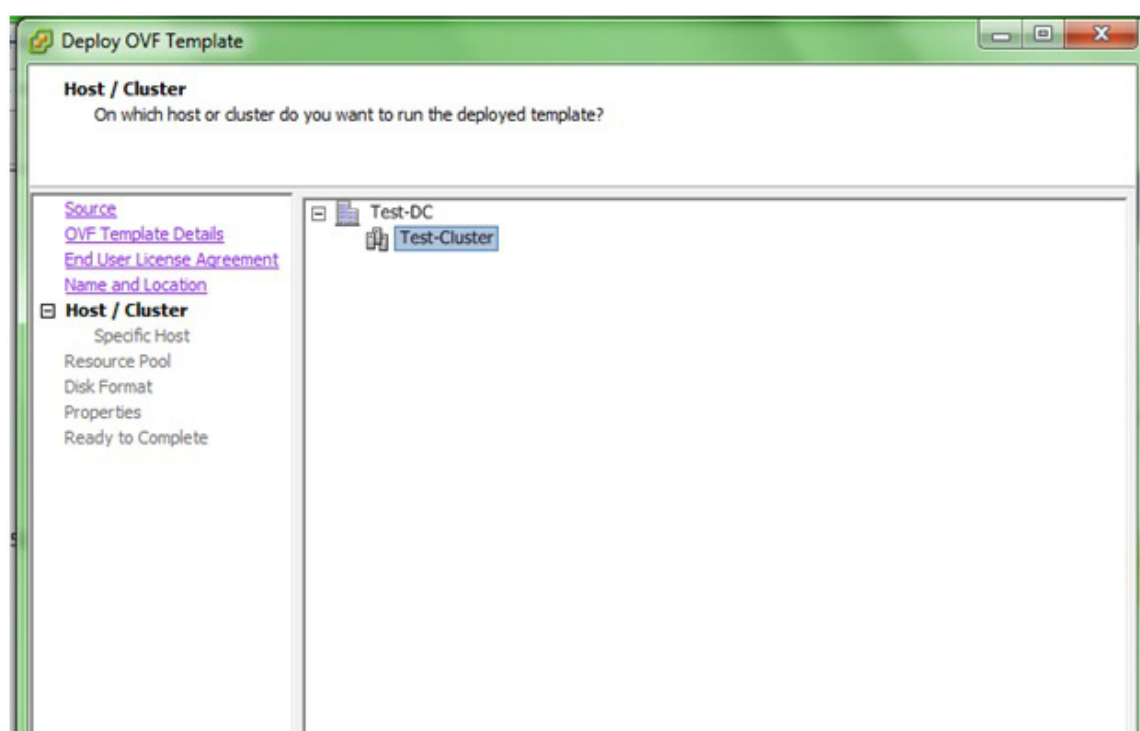 Deploy OVF Template
Host / Cluster
On which host or cluster do you want to run the deployed template?
Source
OVF Template Details
End User License Agreement
Name and Location
Host / Cluster
Specific Host
Resource Pool
Disk Format
Properties
Ready to Complete
Test-DC
Test-Cluster